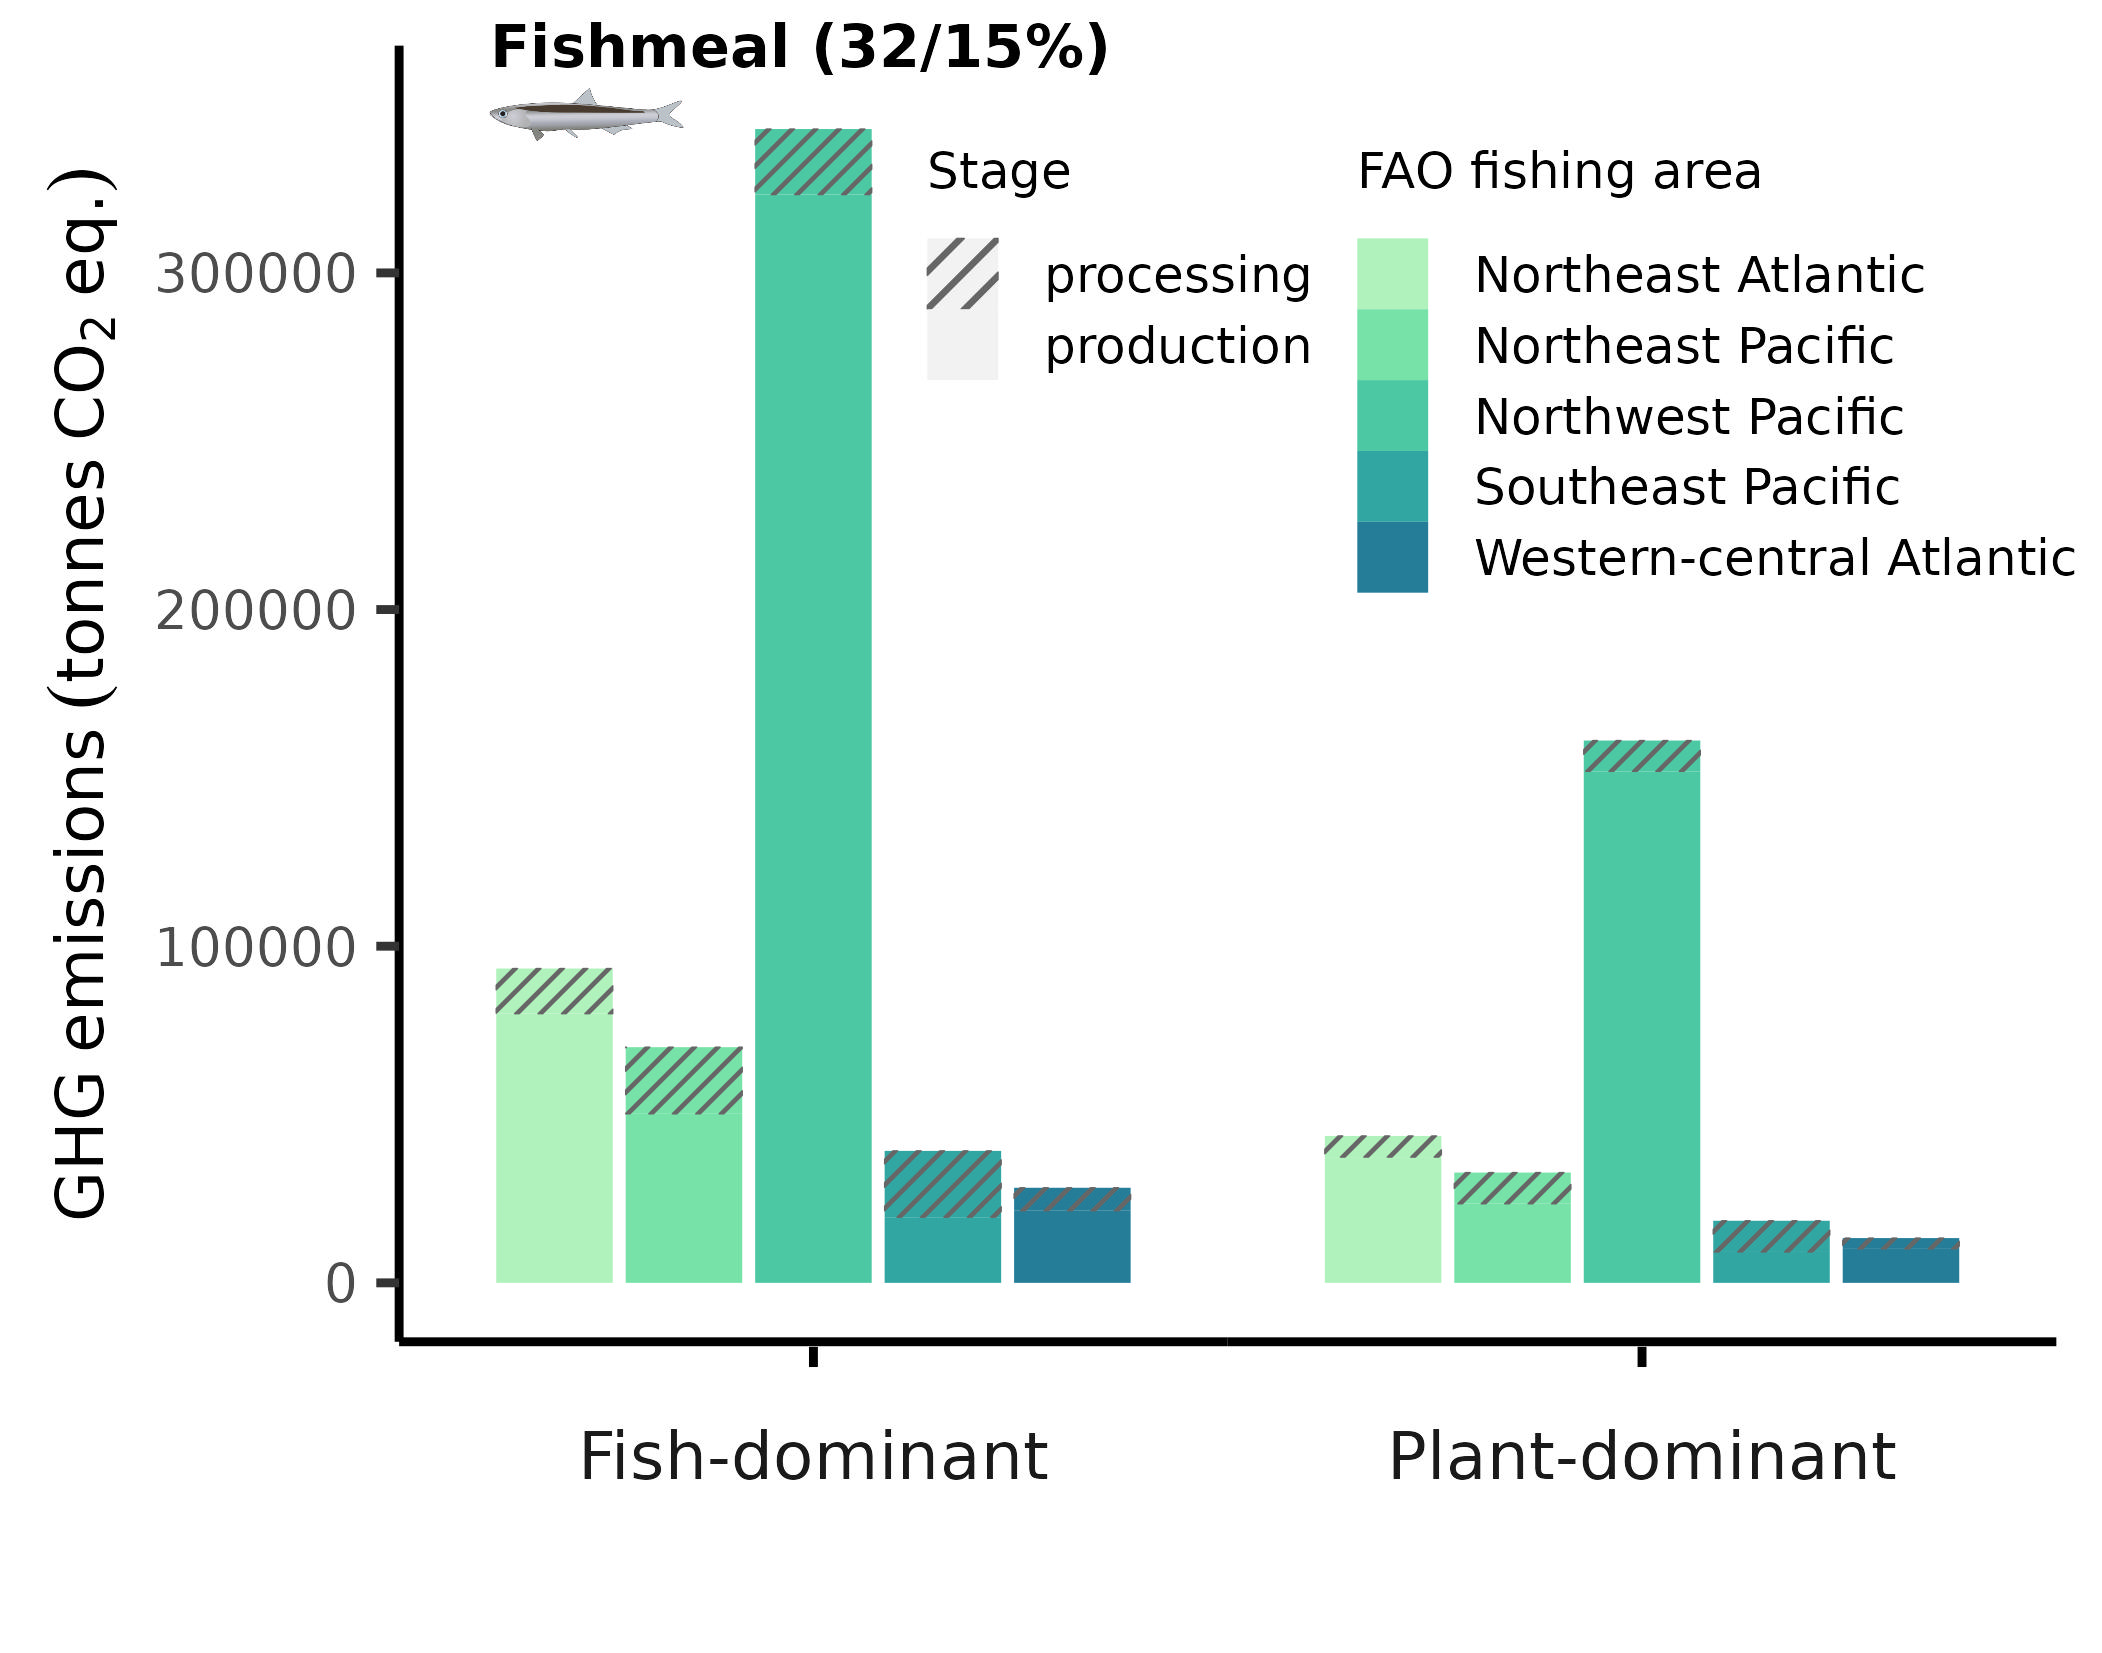 Fishmeal (32/15%)
GHG emissions (tonnes CO₂ eq.)
300000
200000
100000
0
Stage
processing
production
FAO fishing area
Northeast Atlantic
Northeast Pacific
Northwest Pacific
Southeast Pacific
Western-central Atlantic
Fish-dominant
Plant-dominant